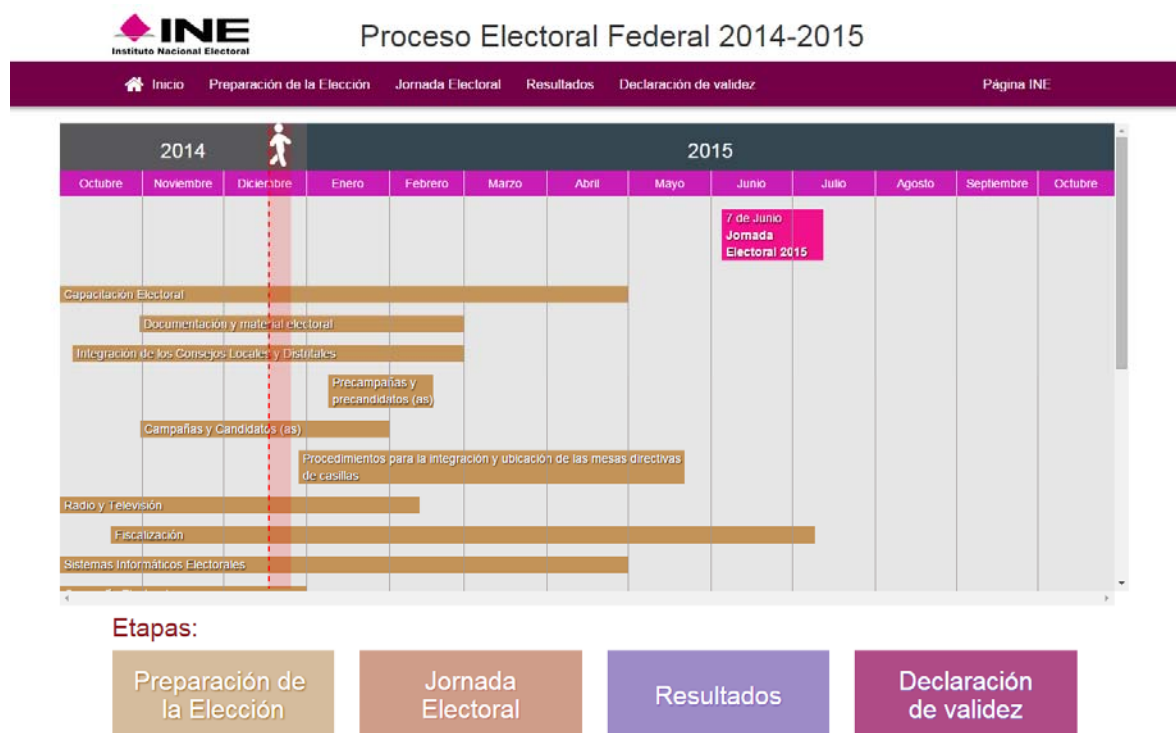 INE
Instituto Nacional Electoral
Proceso Electoral Federal 2014-2015
Inicio Preparación de la Elección Jornada Electoral Resultados Declaración de validez Página INE
2014 2015
Octubre Noviembre Diciembre Enero Febrero Marzo Abril Mayo Junio Julio Agosto Septiembre Octubre
7 de Junio
Jornada
Electoral 2015
Capacitación Electoral
Documentación y material electoral
Integración de los Consejos Locales y Distritales
Precampañas y
precandidatos (as)
Campañas y Candidatos (as)
Procedimientos para la integración y ubicación de las mesas directivas
de casillas
Radio y Televisión
Fiscalización
Sistemas Informáticos Electorales
Etapas:
Preparación de
la Elección
Jornada
Electoral
Resultados
Declaración
de validez